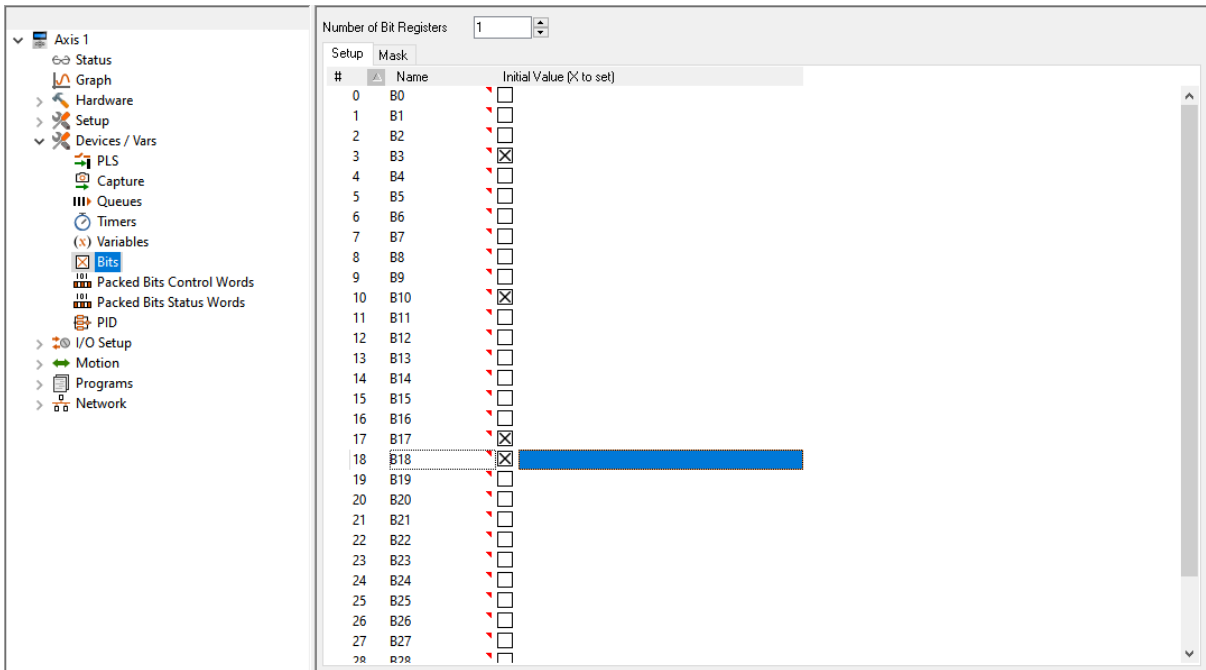 Axis 1
Status
Graph
Hardware
Setup
Devices / Vars
PLS
Capture
Queues
Timers
(x) Variables
Bits
Packed Bits Control Words
Packed Bits Status Words
PID
I/O Setup
Motion
Programs
Network
Number of Bit Registers 1
Setup Mask
# Name Initial Value (X to set)
0 B0
1 B1
2 B2
3 B3
4 B4
5 B5
6 B6
7 B7
8 B8
9 B9
10 B10
11 B11
12 B12
13 B13
14 B14
15 B15
16 B16
17 B17
18 B18
19 B19
20 B20
21 B21
22 B22
23 B23
24 B24
25 B25
26 B26
27 B27
28 B28